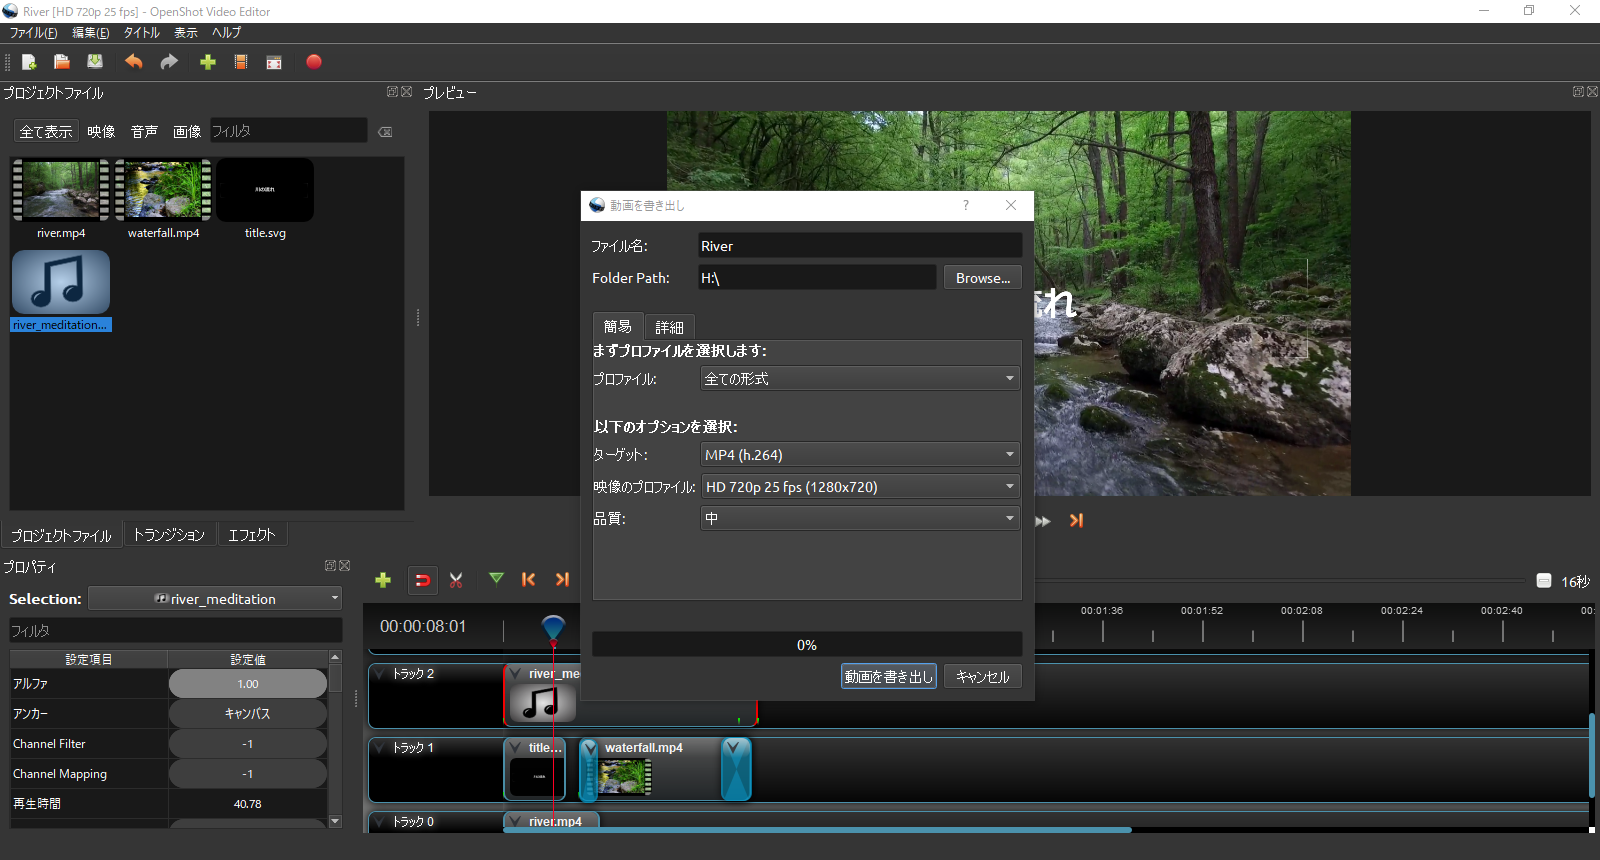 River [HD 720p 25 fps] - OpenShot Video Editor
ファイル(F) 編集(E) タイトル 表示 ヘルプ
プロジェクトファイル
プレビュー
全て表示 映像 音声 画像 フィルタ
river.mp4 waterfall.mp4 title.svg
river_meditation...
プロジェクトファイル トランジション エフェクト
プロパティ
Selection: river_meditation
フィルタ
設定項目 設定値
アルファ 1.00
アンカー キャンバス
Channel Filter -1
Channel Mapping -1
再生時間 40.78
動画を書き出し ?
ファイル名: River
Folder Path: H:\ Browse...
簡易 詳細
まずプロファイルを選択します:
プロファイル: 全ての形式
以下のオプションを選択:
ターゲット: MP4 (h.264)
映像のプロファイル: HD 720p 25 fps (1280x720)
品質: 中
0%
動画を書き出し キャンセル
れ
16秒
00:00:08:01
00:01:36 00:01:52 00:02:08 00:02:24 00:02:40 00:
トラック 2 river_me
トラック 1 title... waterfall.mp4
トラック 0 river.mp4